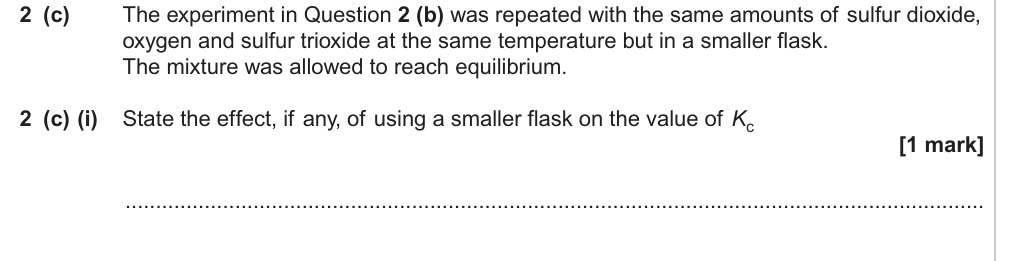 2 (c) The experiment in Question 2 (b) was repeated with the same amounts of sulfur dioxide,
oxygen and sulfur trioxide at the same temperature but in a smaller flask.
The mixture was allowed to reach equilibrium.
2 (c) (i) State the effect, if any, of using a smaller flask on the value of Kc
[1 mark]